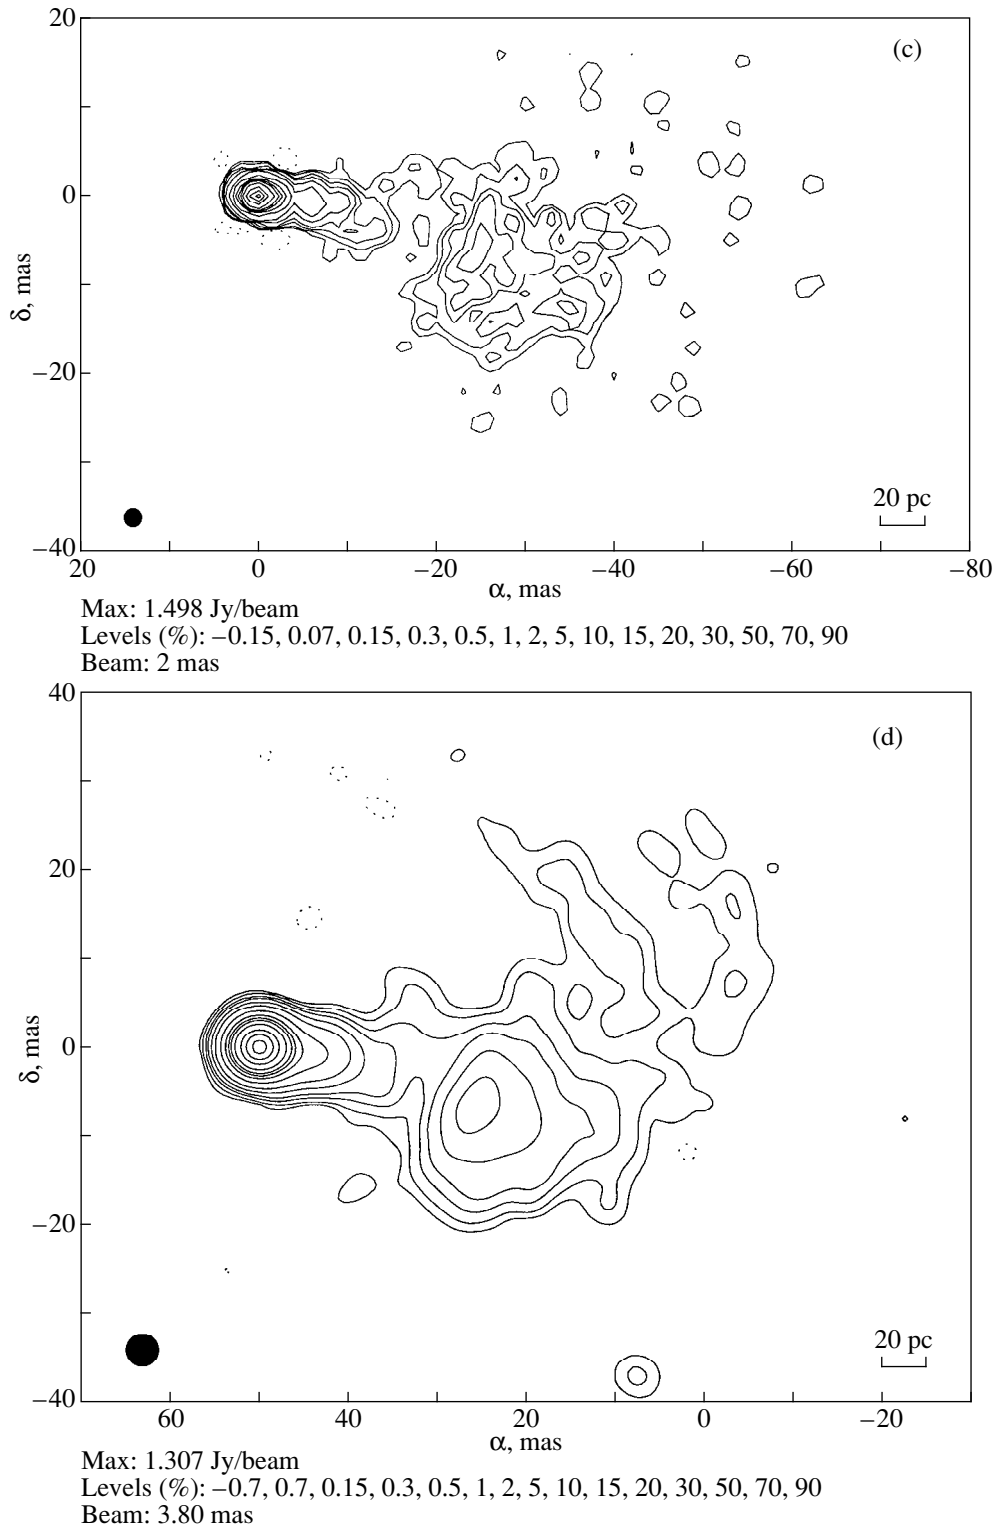 20
(c)
0
δ, mas
−20
20 pc
−40
20 0 −20 −40 −60 −80
α, mas
Max: 1.498 Jy/beam
Levels (%): −0.15, 0.07, 0.15, 0.3, 0.5, 1, 2, 5, 10, 15, 20, 30, 50, 70, 90
Beam: 2 mas
40
(d)
20
0
δ, mas
−20
20 pc
−40
60 40 20 0 −20
α, mas
Max: 1.307 Jy/beam
Levels (%): −0.7, 0.7, 0.15, 0.3, 0.5, 1, 2, 5, 10, 15, 20, 30, 50, 70, 90
Beam: 3.80 mas